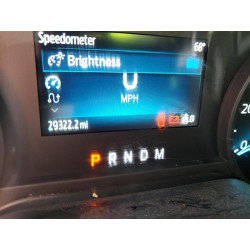 Speedometer 68°
Brightness
0
MPH
29322.2 mi
P R N D M